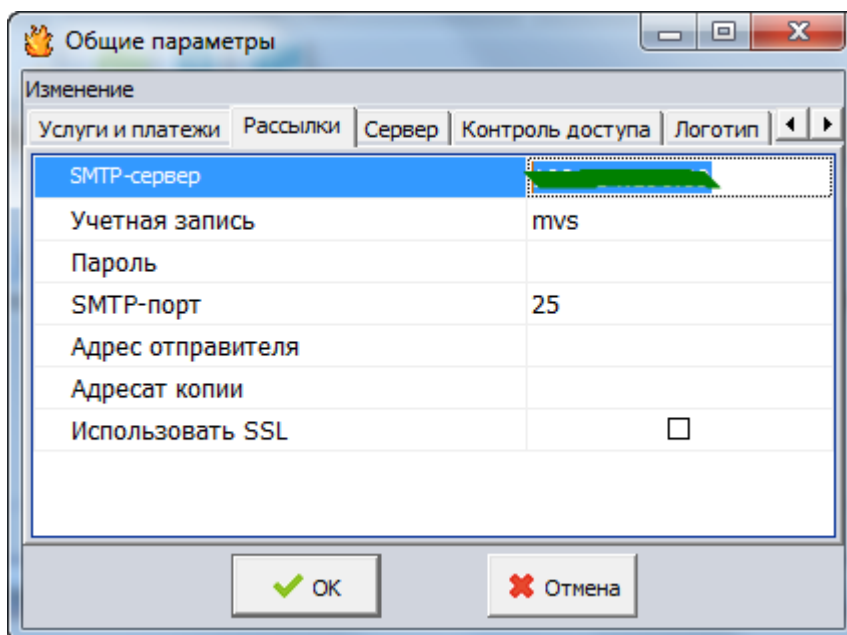 Общие параметры
Изменение
Услуги и платежи Рассылки Сервер Контроль доступа Логотип
SMTP-сервер
Учетная запись mvs
Пароль
SMTP-порт 25
Адрес отправителя
Адресат копии
Использовать SSL
OK Отмена